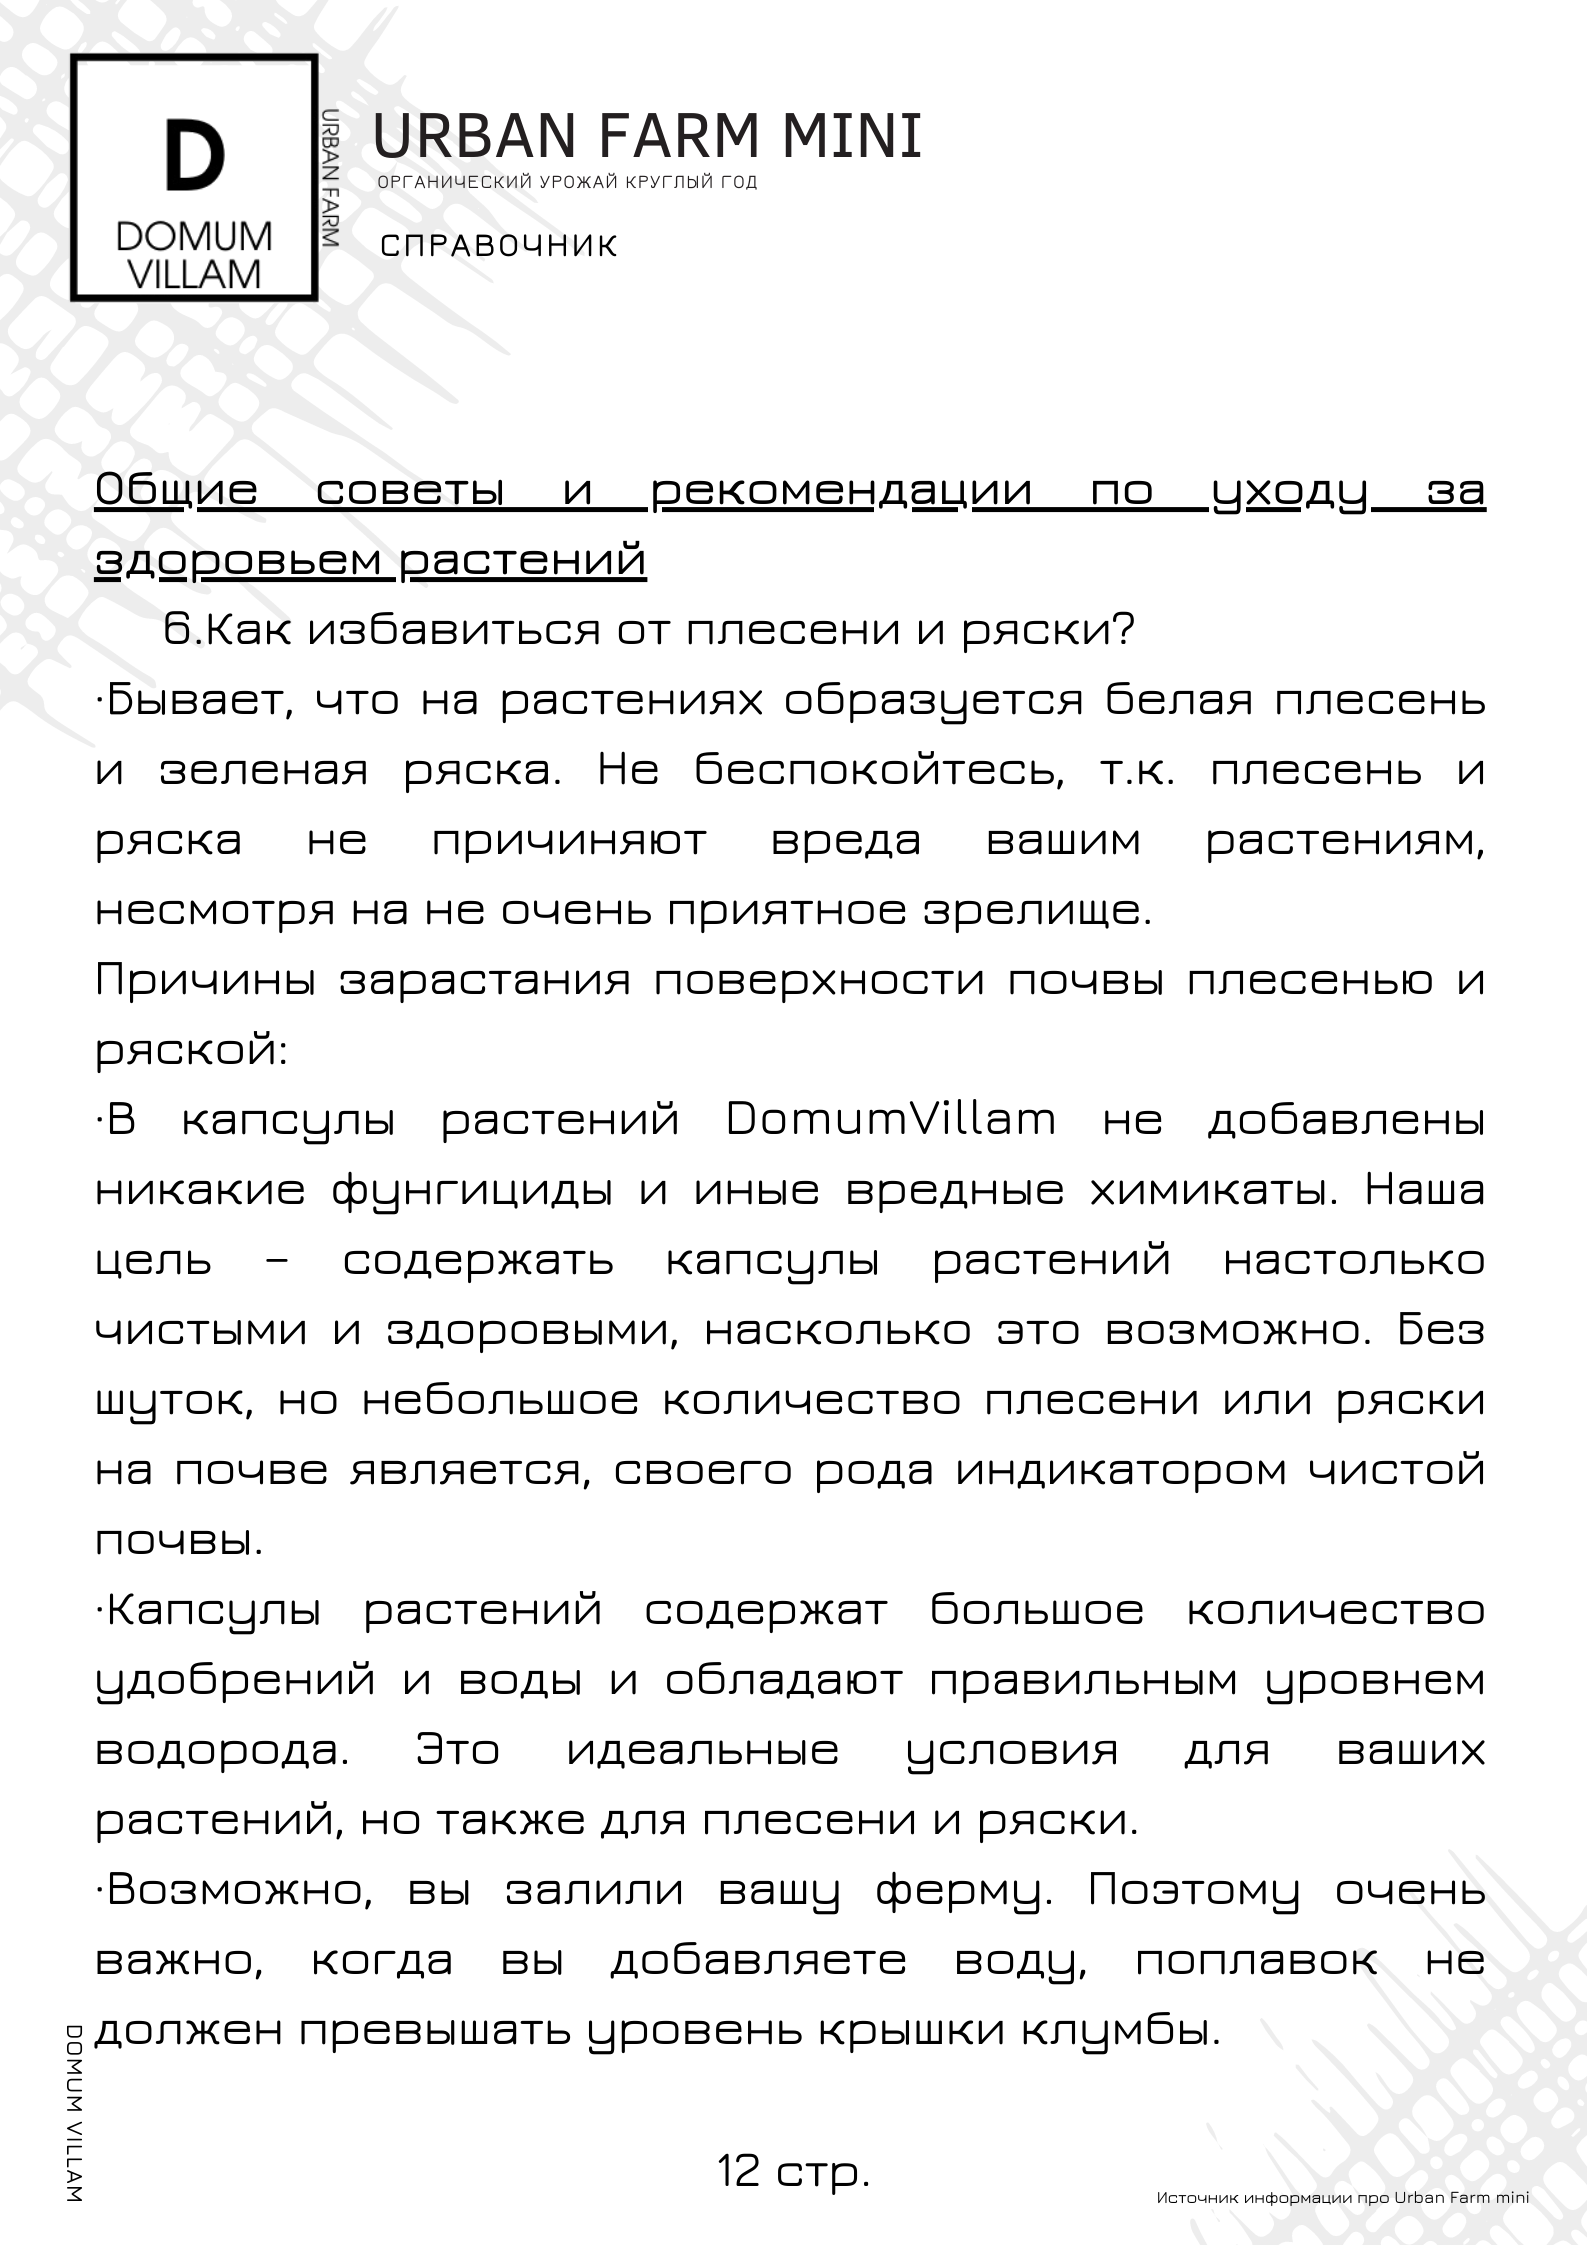 D
DOMUM
VILLAM
URBAN FARM
URBAN FARM MINI
ОРГАНИЧЕСКИЙ УРОЖАЙ КРУГЛЫЙ ГОД
СПРАВОЧНИК
Общие советы и рекомендации по уходу за
здоровьем растений
6.Как избавиться от плесени и ряски?
·Бывает, что на растениях образуется белая плесень
и зеленая ряска. Не беспокойтесь, т.к. плесень и
ряска не причиняют вреда вашим растениям,
несмотря на не очень приятное зрелище.
Причины зарастания поверхности почвы плесенью и
ряской:
·В капсулы растений DomumVillam не добавлены
никакие фунгициды и иные вредные химикаты. Наша
цель – содержать капсулы растений настолько
чистыми и здоровыми, насколько это возможно. Без
шуток, но небольшое количество плесени или ряски
на почве является, своего рода индикатором чистой
почвы.
·Капсулы растений содержат большое количество
удобрений и воды и обладают правильным уровнем
водорода. Это идеальные условия для ваших
растений, но также для плесени и ряски.
·Возможно, вы залили вашу ферму. Поэтому очень
важно, когда вы добавляете воду, поплавок не
должен превышать уровень крышки клумбы.
DOMUM VILLAM
12 стр.
Источник информации про Urban Farm mini